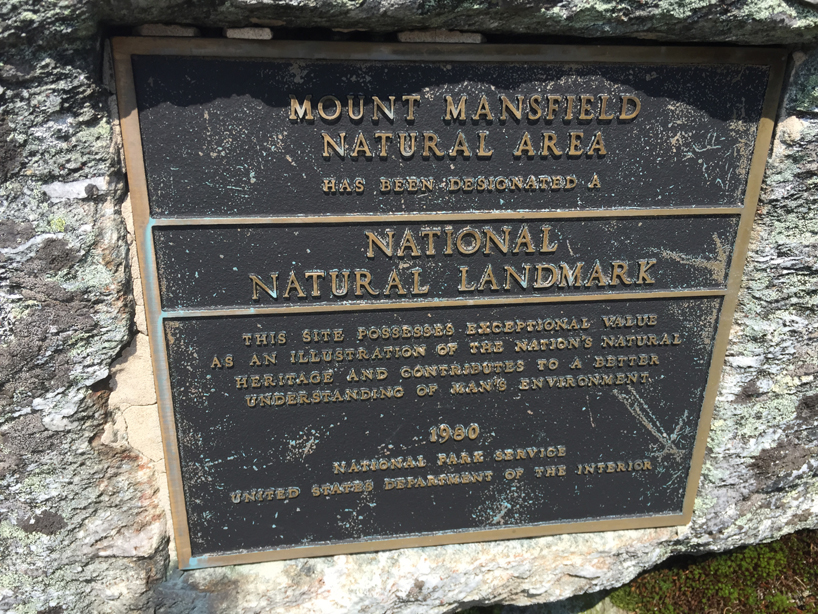 MOUNT MANSFIELD
NATURAL AREA
HAS BEEN DESIGNATED A
NATIONAL
NATURAL LANDMARK
THIS SITE POSSESSES EXCEPTIONAL VALUE
AS AN ILLUSTRATION OF THE NATION'S NATURAL
HERITAGE AND CONTRIBUTES TO A BETTER
UNDERSTANDING OF MAN'S ENVIRONMENT
1980
NATIONAL PARK SERVICE
UNITED STATES DEPARTMENT OF THE INTERIOR